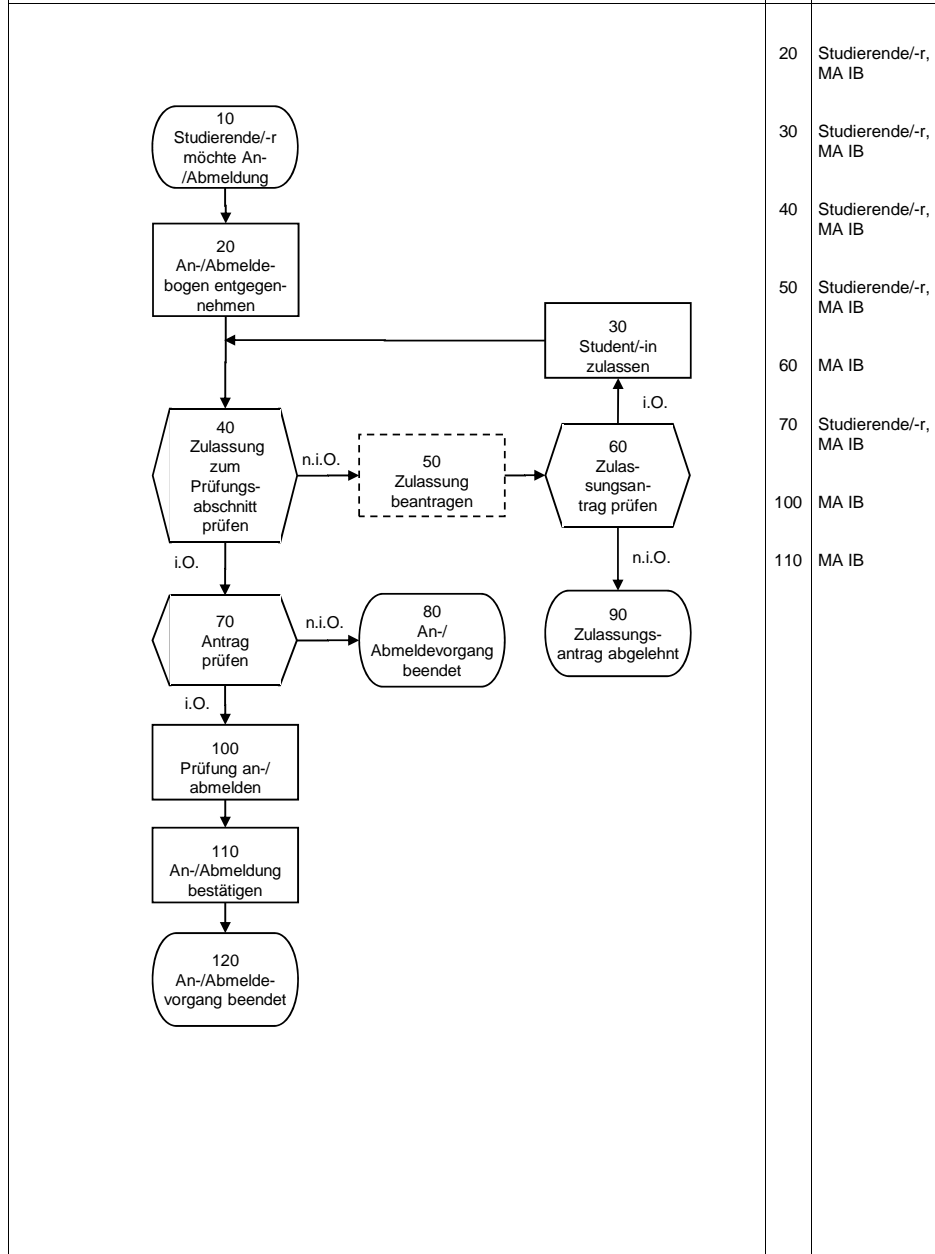 10
Studierende/-r
möchte An-
/Abmeldung
20
An-/Abmelde-
bogen entgegen-
nehmen
30
Student/-in
zulassen
i.O.
40
Zulassung
zum
Prüfungs-
abschnitt
prüfen
n.i.O.
50
Zulassung
beantragen
60
Zulas-
sungsan-
trag prüfen
i.O.
n.i.O.
70
Antrag
prüfen
n.i.O.
80
An-/
Abmeldevorgang
beendet
90
Zulassungs-
antrag abgelehnt
i.O.
100
Prüfung an-/
abmelden
110
An-/Abmeldung
bestätigen
120
An-/Abmelde-
vorgang beendet
20 Studierende/-r,
MA IB
30 Studierende/-r,
MA IB
40 Studierende/-r,
MA IB
50 Studierende/-r,
MA IB
60 MA IB
70 Studierende/-r,
MA IB
100 MA IB
110 MA IB